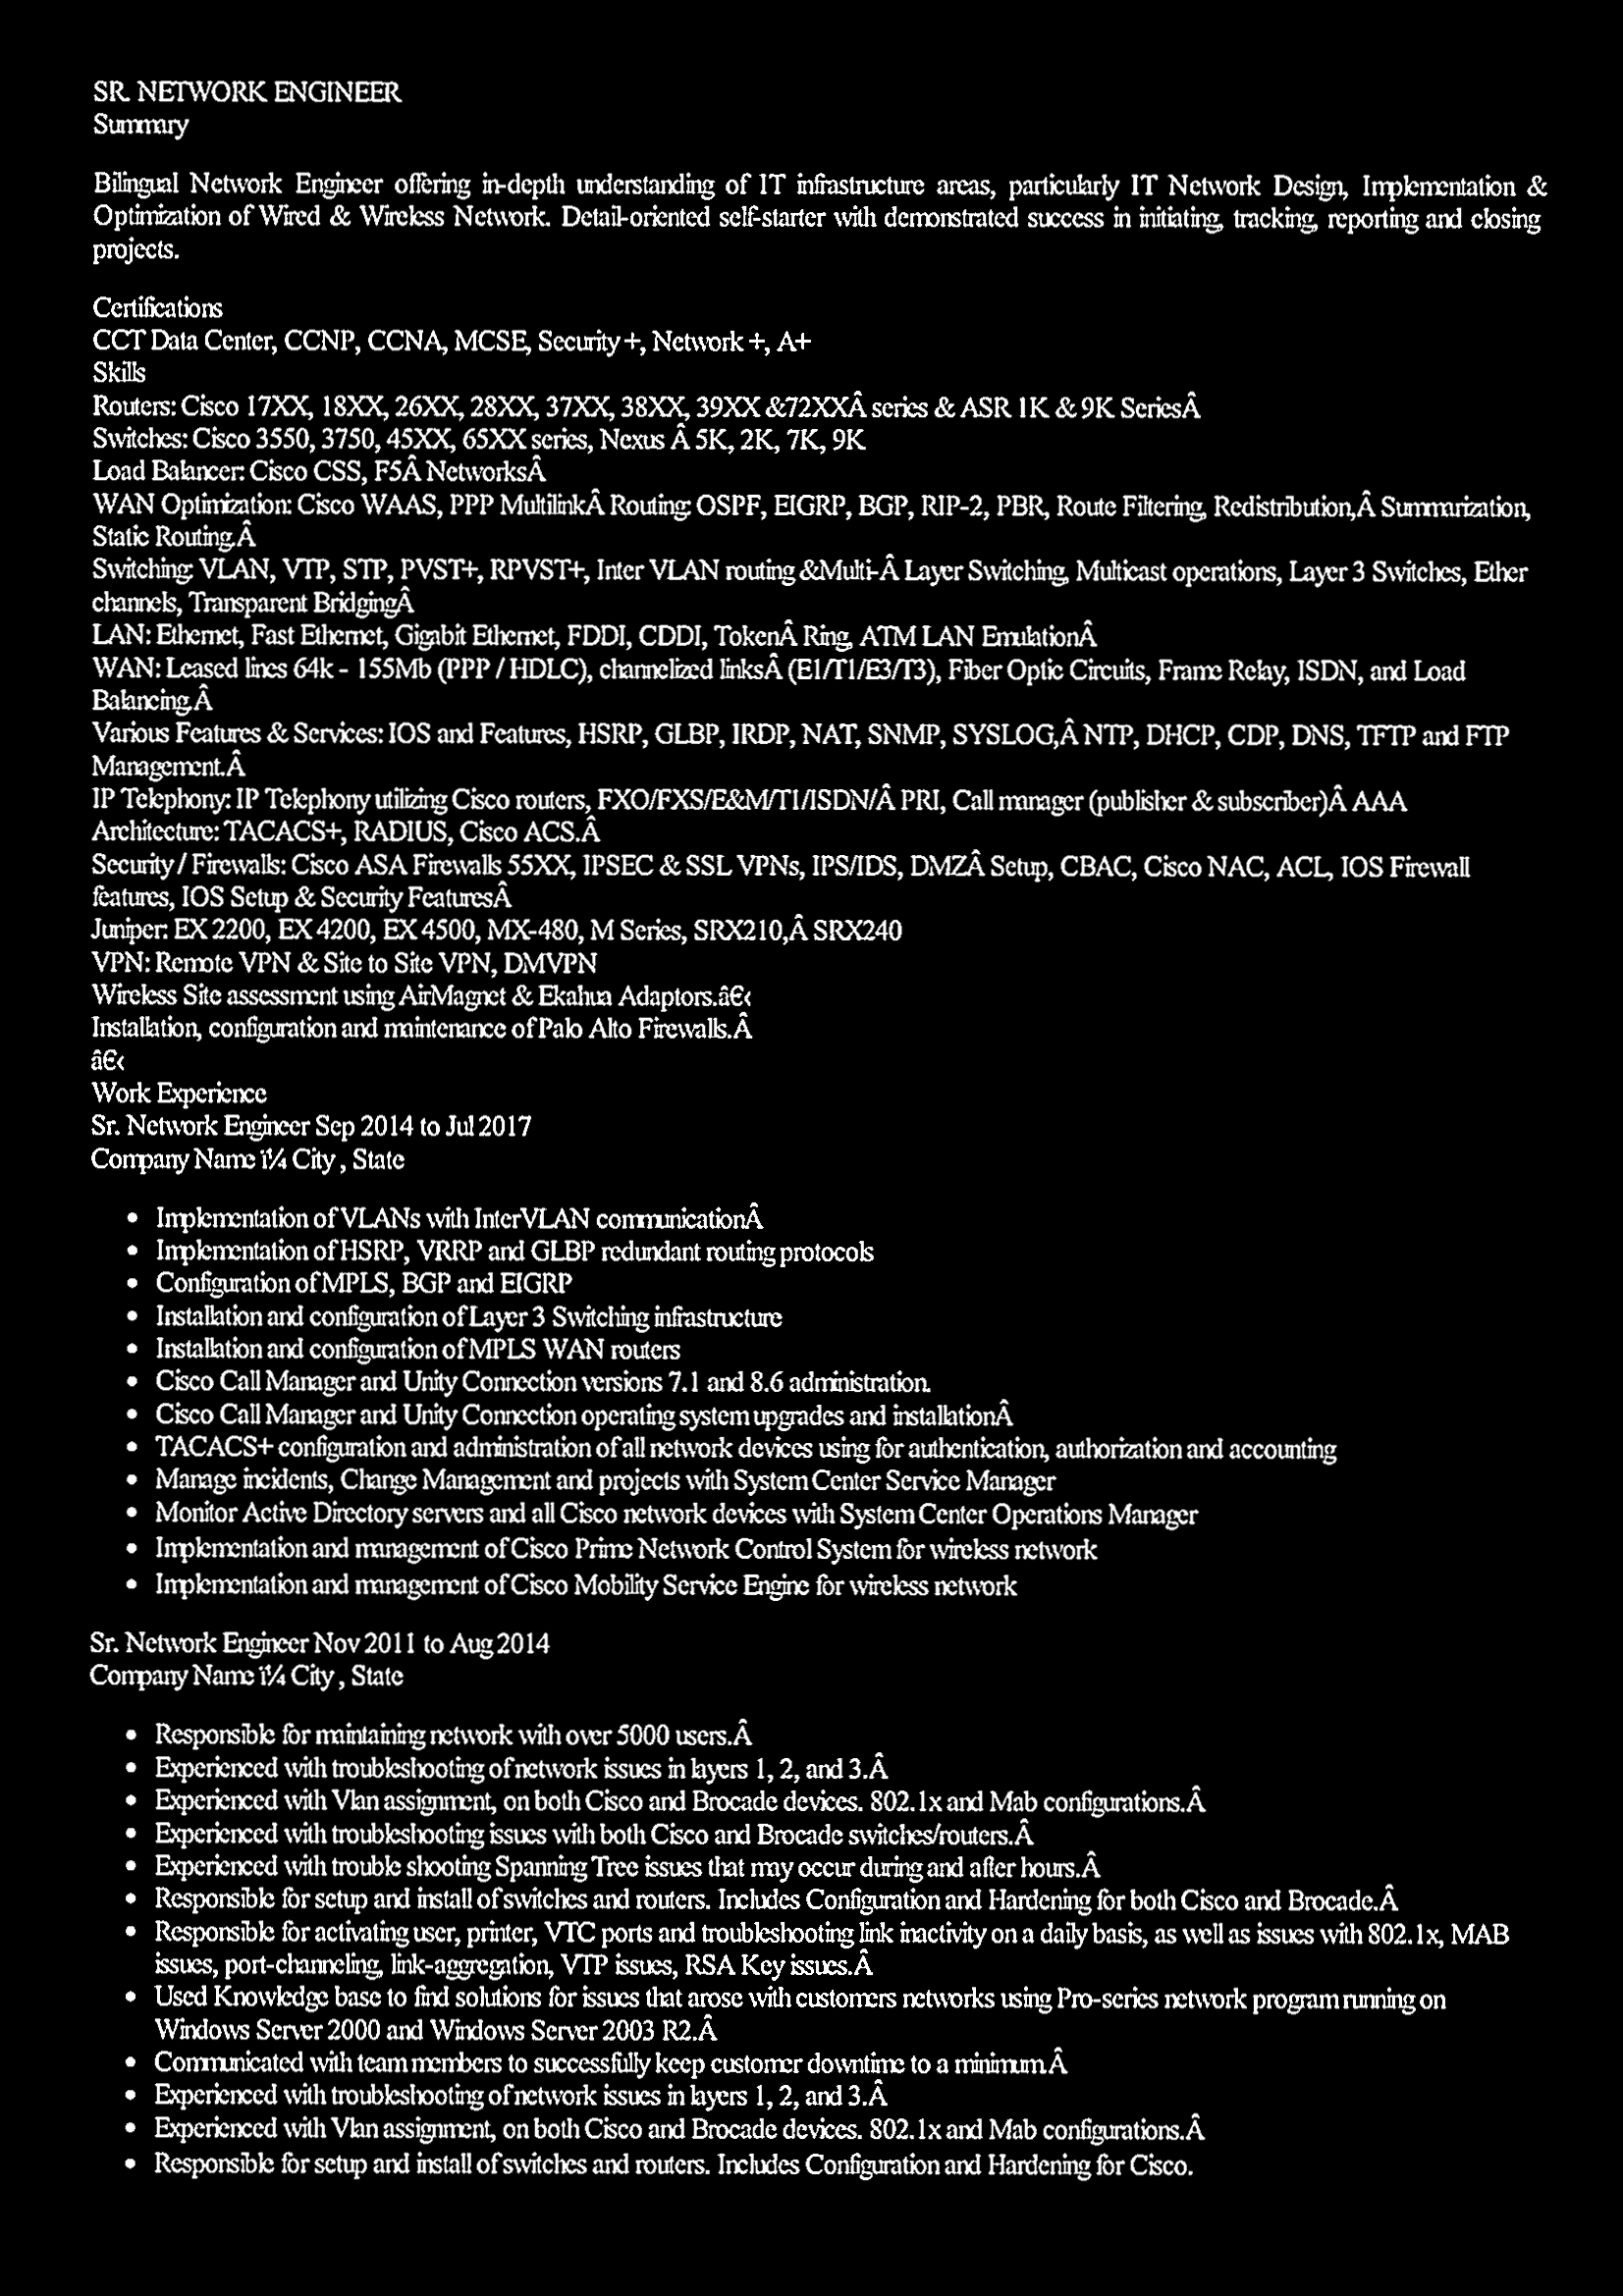 SR. NETWORK ENGINEER
Summary
Bilingual Network Engineer offering in-depth understanding of IT infrastructure areas, particularly IT Network Design, Implementation &
Optimization of Wired & Wireless Network. Detail-oriented self-starter with demonstrated success in initiating, tracking, reporting and closing
projects.
Certifications
CCT Data Center, CCNP, CCNA, MCSE, Security +, Network +, A+
Skills
Routers: Cisco 17XX, 18XX, 26XX, 28XX, 37XX, 38XX, 39XX &72XXÂ series & ASR 1K & 9K SeriesÂ
Switches: Cisco 3550, 3750, 45XX, 65XX series, Nexus Â 5K, 2K, 7K, 9K
Load Balancer: Cisco CSS, F5Â NetworksÂ
WAN Optimization: Cisco WAAS, PPP MultilinkÂ Routing: OSPF, EIGRP, BGP, RIP-2, PBR, Route Filtering, Redistribution,Â Summarization,
Static Routing.Â
Switching: VLAN, VTP, STP, PVST+, RPVST+, Inter VLAN routing &Multi-Â Layer Switching, Multicast operations, Layer 3 Switches, Ether
channels, Transparent BridgingÂ
LAN: Ethernet, Fast Ethernet, Gigabit Ethernet, FDDI, CDDI, TokenÂ Ring, ATM LAN EmulationÂ
WAN: Leased lines 64k - 155Mb (PPP / HDLC), channelized linksÂ (E1/T1/E3/T3), Fiber Optic Circuits, Frame Relay, ISDN, and Load
Balancing.Â
Various Features & Services: IOS and Features, HSRP, GLBP, IRDP, NAT, SNMP, SYSLOG,Â NTP, DHCP, CDP, DNS, TFTP and FTP
Management.Â
IP Telephony: IP Telephony utilizing Cisco routers, FXO/FXS/E&M/T1/ISDN/Â PRI, Call manager (publisher & subscriber)Â AAA
Architecture: TACACS+, RADIUS, Cisco ACS.Â
Security / Firewalls: Cisco ASA Firewalls 55XX, IPSEC & SSL VPNs, IPS/IDS, DMZÂ Setup, CBAC, Cisco NAC, ACL, IOS Firewall
features, IOS Setup & Security FeaturesÂ
Juniper: EX 2200, EX 4200, EX 4500, MX-480, M Series, SRX210,Â SRX240
VPN: Remote VPN & Site to Site VPN, DMVPN
Wireless Site assessment using AirMagnet & Ekahua Adaptors.â€‹
Installation, configuration and maintenance of Palo Alto Firewalls.Â
â€‹
Work Experience
Sr. Network Engineer Sep 2014 to Jul 2017
Company Name ï¼ City , State
• Implementation of VLANs with InterVLAN communicationÂ
• Implementation of HSRP, VRRP and GLBP redundant routing protocols
• Configuration of MPLS, BGP and EIGRP
• Installation and configuration of Layer 3 Switching infrastructure
• Installation and configuration of MPLS WAN routers
• Cisco Call Manager and Unity Connection versions 7.1 and 8.6 administration.
• Cisco Call Manager and Unity Connection operating system upgrades and installationÂ
• TACACS+ configuration and administration of all network devices using for authentication, authorization and accounting
• Manage incidents, Change Management and projects with System Center Service Manager
• Monitor Active Directory servers and all Cisco network devices with System Center Operations Manager
• Implementation and management of Cisco Prime Network Control System for wireless network
• Implementation and management of Cisco Mobility Service Engine for wireless network
Sr. Network Engineer Nov 2011 to Aug 2014
Company Name ï¼ City , State
• Responsible for maintaining network with over 5000 users.Â
• Experienced with troubleshooting of network issues in layers 1, 2, and 3.Â
• Experienced with Vlan assignment, on both Cisco and Brocade devices. 802.1x and Mab configurations.Â
• Experienced with troubleshooting issues with both Cisco and Brocade switches/routers.Â
• Experienced with trouble shooting Spanning Tree issues that may occur during and after hours.Â
• Responsible for setup and install of switches and routers. Includes Configuration and Hardening for both Cisco and Brocade.Â
• Responsible for activating user, printer, VTC ports and troubleshooting link inactivity on a daily basis, as well as issues with 802.1x, MAB
issues, port-channeling, link-aggregation, VTP issues, RSA Key issues.Â
• Used Knowledge base to find solutions for issues that arose with customers networks using Pro-series network program running on
Windows Server 2000 and Windows Server 2003 R2.Â
• Communicated with team members to successfully keep customer downtime to a minimum.Â
• Experienced with troubleshooting of network issues in layers 1, 2, and 3.Â
• Experienced with Vlan assignment, on both Cisco and Brocade devices. 802.1x and Mab configurations.Â
• Responsible for setup and install of switches and routers. Includes Configuration and Hardening for Cisco.